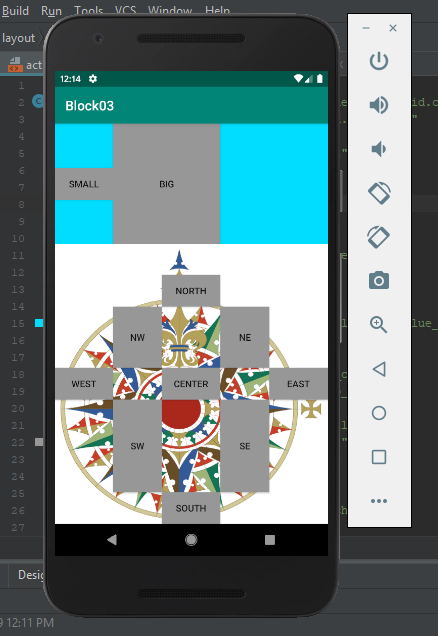 Build Run Tools VCS Window Help
layout
act
12:14
Block03
SMALL BIG
NORTH
NW NE
WEST CENTER EAST
SW SE
SOUTH
1
2
3
4
5
6
7
8
9
10
11
12
13
14
15
16
17
18
19
20
21
22
23
24
25
26
27
Desig
9 12:11 PM